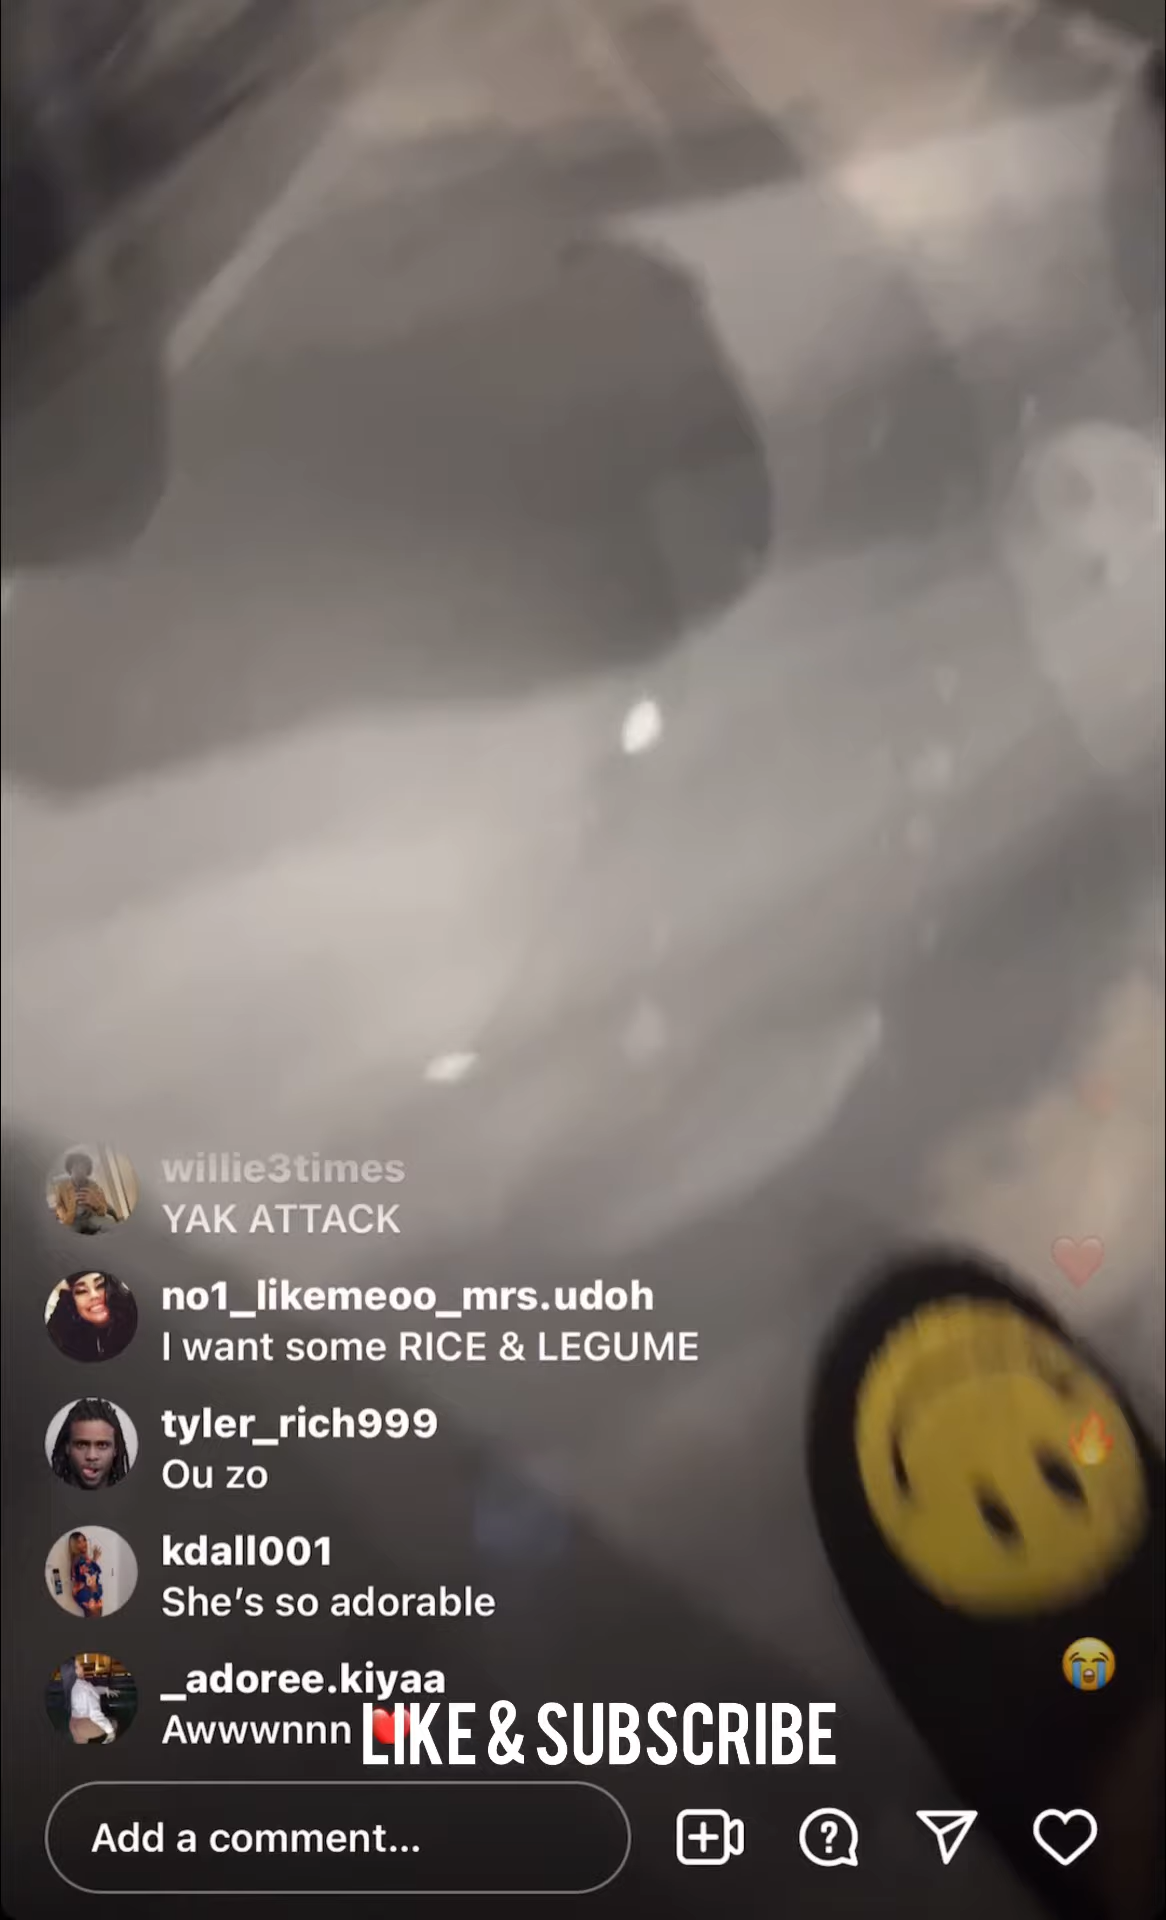 willie3times
YAK ATTACK
no1_likemeoo_mrs.udoh
I want some RICE & LEGUME
tyler_rich999
Ou zo
kdall001
She's so adorable
_adoree.kiyaa
Awwwnnn ❤️
LIKE & SUBSCRIBE
Add a comment...